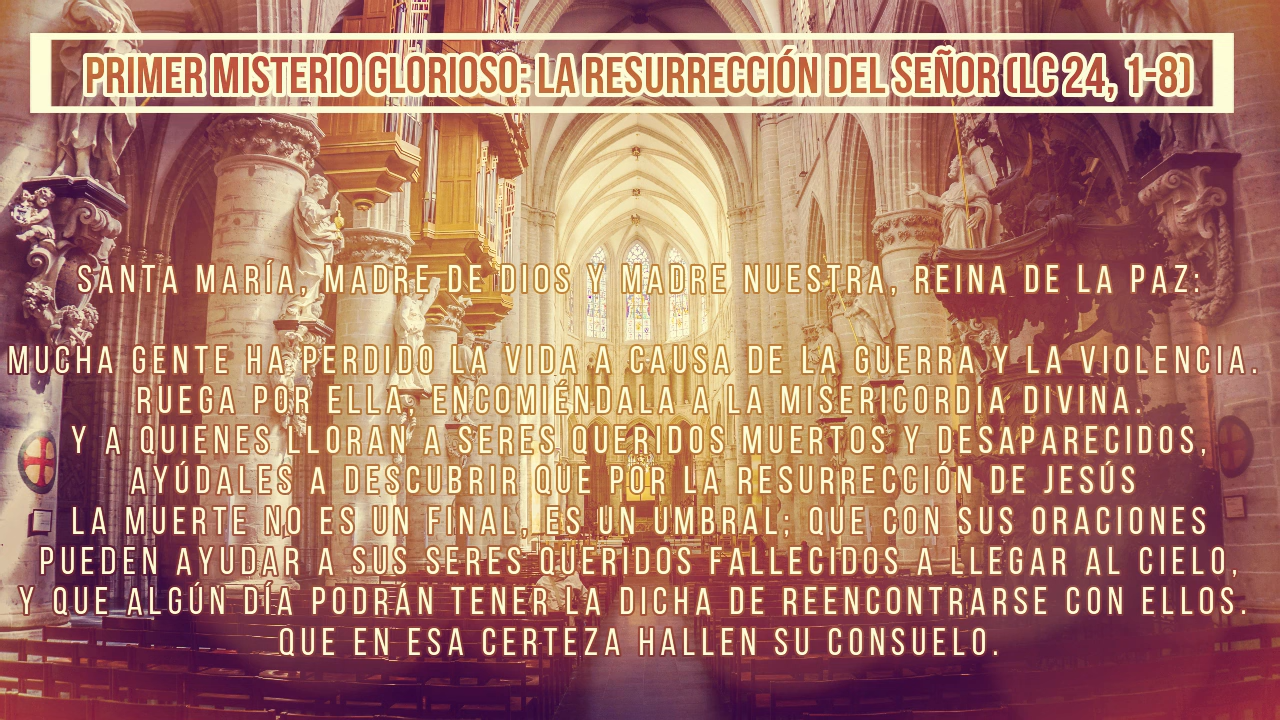 PRIMER MISTERIO GLORIOSO: LA RESURRECCIÓN DEL SEÑOR (LC 24, 1-8)
SANTA MARÍA, MADRE DE DIOS Y MADRE NUESTRA, REINA DE LA PAZ:
MUCHA GENTE HA PERDIDO LA VIDA A CAUSA DE LA GUERRA Y LA VIOLENCIA.
RUEGA POR ELLA, ENCOMIÉNDALA A LA MISERICORDIA DIVINA.
Y A QUIENES LLORAN A SERES QUERIDOS MUERTOS Y DESAPARECIDOS,
AYÚDALES A DESCUBRIR QUE POR LA RESURRECCIÓN DE JESÚS
LA MUERTE NO ES UN FINAL, ES UN UMBRAL; QUE CON SUS ORACIONES
PUEDEN AYUDAR A SUS SERES QUERIDOS FALLECIDOS A LLEGAR AL CIELO,
Y QUE ALGÚN DÍA PODRÁN TENER LA DICHA DE REENCONTRARSE CON ELLOS.
QUE EN ESA CERTEZA HALLEN SU CONSUELO.